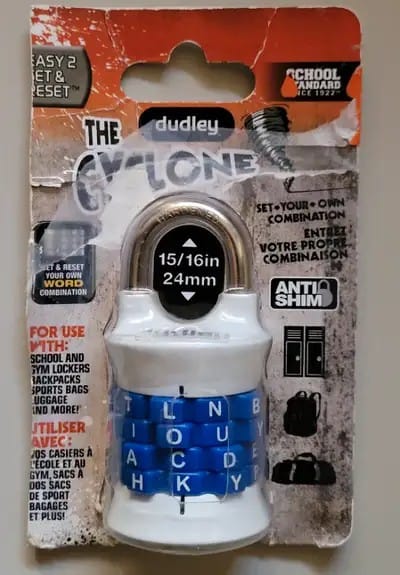 EASY 2
SET &
RESET™
SCHOOL
STANDARD
SINCE 1922™
dudley
THE
CYCLONE
SET•YOUR•OWN
COMBINATION
ENTREZ
VOTRE PROPRE
COMBINAISON
HARDENED
15/16in
24mm
ANTI
SHIM
SET & RESET
YOUR OWN
WORD
COMBINATION
FOR USE
WITH:
SCHOOL AND
GYM LOCKERS
BACKPACKS
SPORTS BAGS
LUGGAGE
AND MORE!
UTILISER
AVEC:
VOS CASIERS À
L'ÉCOLE ET AU
GYM, SACS À
DOS SACS
DE SPORT
BAGAGES
ET PLUS!
T L N B
I O U Y
A C D E
H K Y